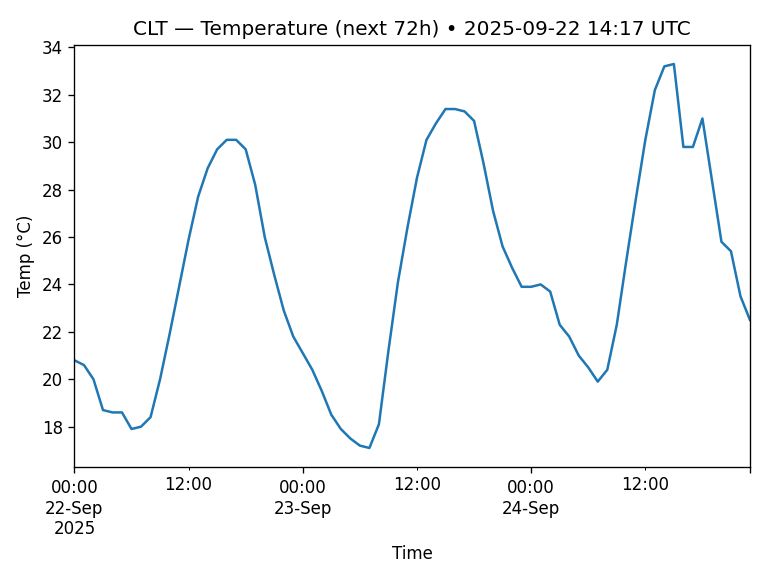 CLT — Temperature (next 72h) • 2025-09-22 14:17 UTC
34
32
30
28
26
24
22
20
18
Temp (°C)
00:00
22-Sep
2025
12:00
00:00
23-Sep
12:00
00:00
24-Sep
12:00
Time